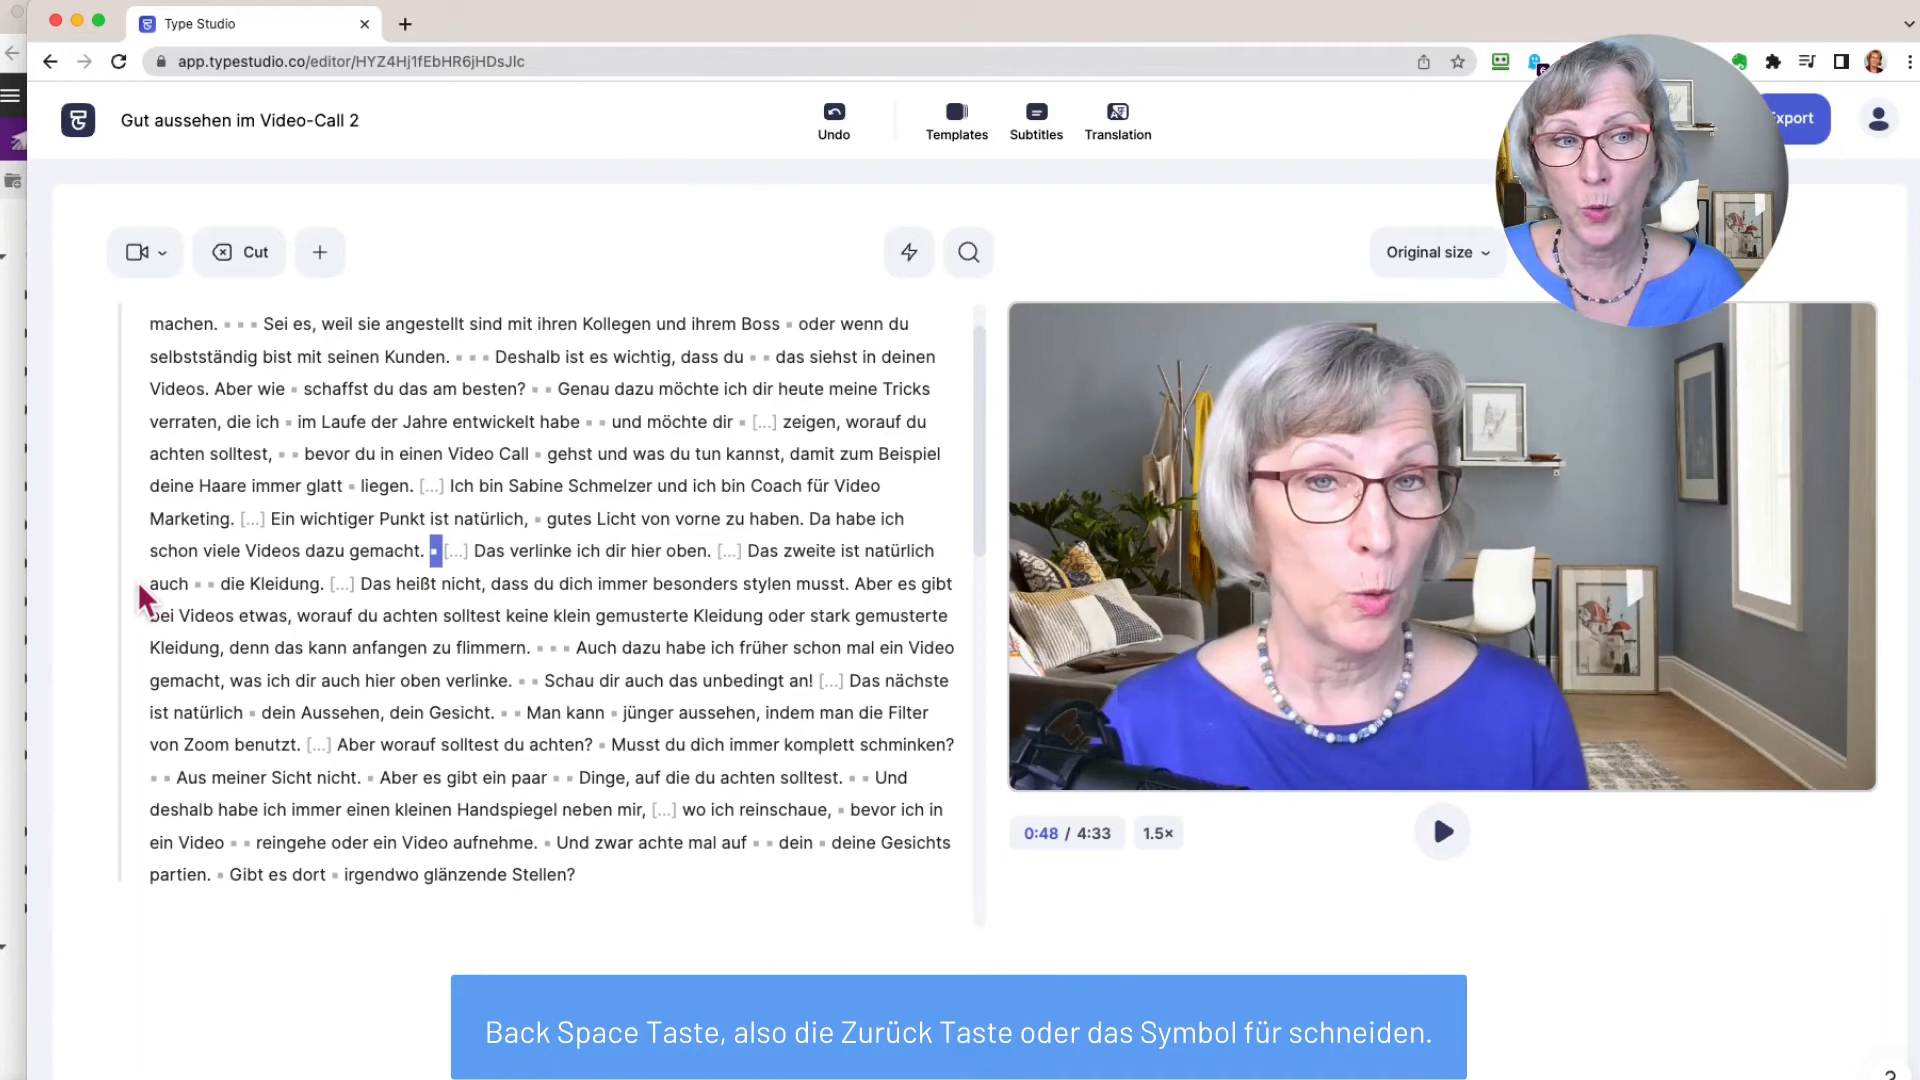 Type Studio
app.typestudio.co/editor/HYZ4Hj1fEbHR6jHDsJlc
Gut aussehen im Video-Call 2
Undo
Templates
Subtitles
Translation
Export
Cut
Original size
machen. Sei es, weil sie angestellt sind mit ihren Kollegen und ihrem Boss oder wenn du
selbstständig bist mit seinen Kunden. Deshalb ist es wichtig, dass du das siehst in deinen
Videos. Aber wie schaffst du das am besten? Genau dazu möchte ich dir heute meine Tricks
verraten, die ich im Laufe der Jahre entwickelt habe und möchte dir [...] zeigen, worauf du
achten solltest, bevor du in einen Video Call gehst und was du tun kannst, damit zum Beispiel
deine Haare immer glatt liegen. [...] Ich bin Sabine Schmelzer und ich bin Coach für Video
Marketing. [...] Ein wichtiger Punkt ist natürlich, gutes Licht von vorne zu haben. Da habe ich
schon viele Videos dazu gemacht. [...] Das verlinke ich dir hier oben. [...] Das zweite ist natürlich
auch die Kleidung. [...] Das heißt nicht, dass du dich immer besonders stylen musst. Aber es gibt
bei Videos etwas, worauf du achten solltest keine klein gemusterte Kleidung oder stark gemusterte
Kleidung, denn das kann anfangen zu flimmern. Auch dazu habe ich früher schon mal ein Video
gemacht, was ich dir auch hier oben verlinke. Schau dir auch das unbedingt an! [...] Das nächste
ist natürlich dein Aussehen, dein Gesicht. Man kann jünger aussehen, indem man die Filter
von Zoom benutzt. [...] Aber worauf solltest du achten? Musst du dich immer komplett schminken?
Aus meiner Sicht nicht. Aber es gibt ein paar Dinge, auf die du achten solltest. Und
deshalb habe ich immer einen kleinen Handspiegel neben mir, [...] wo ich reinschaue, bevor ich in
ein Video reingehe oder ein Video aufnehme. Und zwar achte mal auf dein deine Gesichts
partien. Gibt es dort irgendwo glänzende Stellen?
0:48 / 4:33
1.5×
Back Space Taste, also die Zurück Taste oder das Symbol für schneiden.